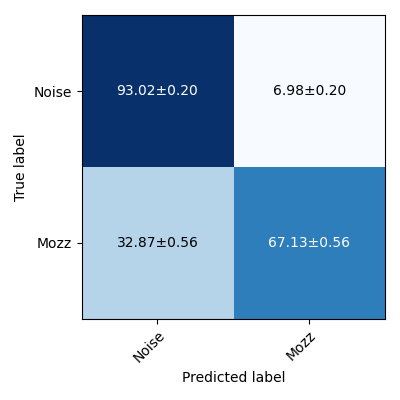 True label
Noise
93.02±0.20
6.98±0.20
Mozz
32.87±0.56
67.13±0.56
Noise
Mozz
Predicted label